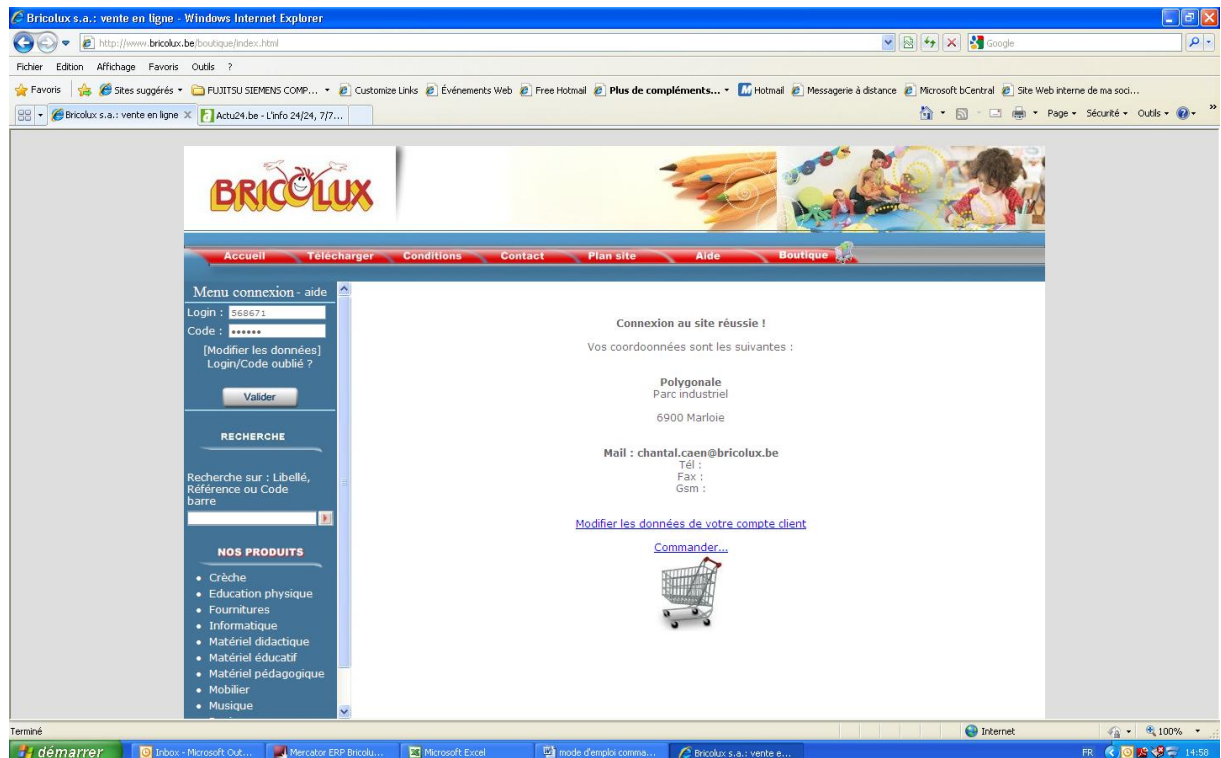 Bricolux s.a.: vente en ligne - Windows Internet Explorer
http://www.bricolux.be/boutique/index.html
Google
Fichier Edition Affichage Favoris Outils ?
Favoris Sites suggérés FUJITSU SIEMENS COMP... Customize Links Événements Web Free Hotmail Plus de compléments... Hotmail Messagerie à distance Microsoft bCentral Site Web interne de ma soci...
Bricolux s.a.: vente en ligne Actu24.be - L'info 24/24, 7/7... Page Sécurité Outils »
BRICOLUX
Accueil Télécharger Conditions Contact Plan site Aide Boutique
Menu connexion - aide
Login : 568671
Code : ••••••
[Modifier les données]
Login/Code oublié ?
Valider
RECHERCHE
Recherche sur : Libellé,
Référence ou Code
barre
NOS PRODUITS
• Crèche
• Education physique
• Fournitures
• Informatique
• Matériel didactique
• Matériel éducatif
• Matériel pédagogique
• Mobilier
• Musique
Connexion au site réussie !
Vos coordoonnées sont les suivantes :
Polygonale
Parc industriel
6900 Marloie
Mail : chantal.caen@bricolux.be
Tél :
Fax :
Gsm :
Modifier les données de votre compte client
Commander...
Terminé Internet 100%
démarrer Inbox - Microsoft Out... Mercator ERP Bricolu... Microsoft Excel mode d'emploi comma... Bricolux s.a.: vente e... FR 14:58